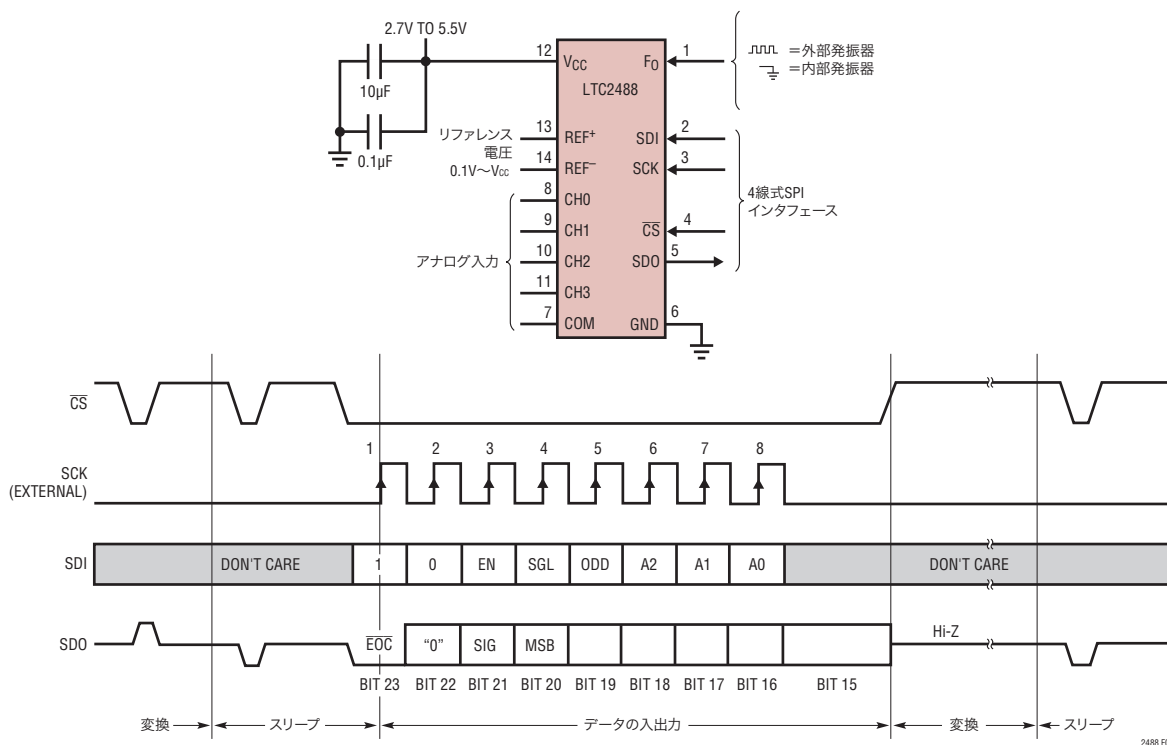 2.7V TO 5.5V
10µF
0.1µF
12
VCC
FO
1
LTC2488
=外部発振器
=内部発振器
リファレンス
電圧
0.1V~VCC
13
REF+
14
REF–
SDI
2
SCK
3
CS
4
SDO
5
4線式SPI
インタフェース
アナログ入力
8
CH0
9
CH1
10
CH2
11
CH3
7
COM
GND
6
CS
SCK
(EXTERNAL)
1 2 3 4 5 6 7 8
SDI
DON'T CARE 1 0 EN SGL ODD A2 A1 A0 DON'T CARE
SDO
EOC "0" SIG MSB Hi-Z
BIT 23 BIT 22 BIT 21 BIT 20 BIT 19 BIT 18 BIT 17 BIT 16 BIT 15
変換 スリープ データの入出力 変換 スリープ